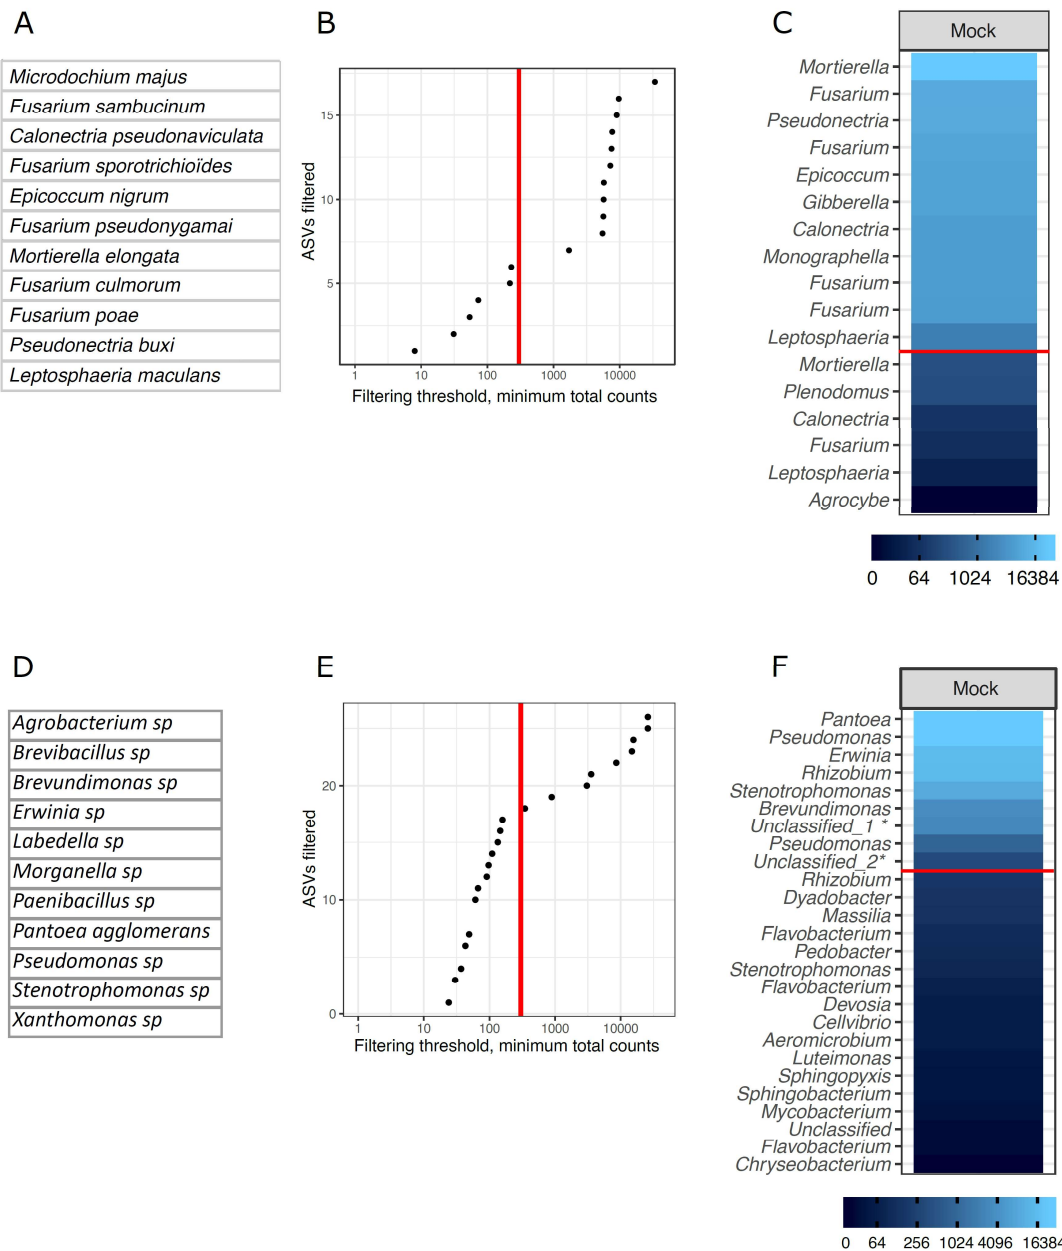 A
Microdochium majus
Fusarium sambucinum
Calonectria pseudonaviculata
Fusarium sporotrichioïdes
Epicoccum nigrum
Fusarium pseudonygamai
Mortierella elongata
Fusarium culmorum
Fusarium poae
Pseudonectria buxi
Leptosphaeria maculans
B
ASVs filtered
15
10
5
1 10 100 1000 10000
Filtering threshold, minimum total counts
C
Mock
Mortierella
Fusarium
Pseudonectria
Fusarium
Epicoccum
Gibberella
Calonectria
Monographella
Fusarium
Fusarium
Leptosphaeria
Mortierella
Plenodomus
Calonectria
Fusarium
Leptosphaeria
Agrocybe
0 64 1024 16384
D
Agrobacterium sp
Brevibacillus sp
Brevundimonas sp
Erwinia sp
Labedella sp
Morganella sp
Paenibacillus sp
Pantoea agglomerans
Pseudomonas sp
Stenotrophomonas sp
Xanthomonas sp
E
ASVs filtered
20
10
0
1 10 100 1000 10000
Filtering threshold, minimum total counts
F
Mock
Pantoea
Pseudomonas
Erwinia
Rhizobium
Stenotrophomonas
Brevundimonas
Unclassified_1 *
Pseudomonas
Unclassified_2*
Rhizobium
Dyadobacter
Massilia
Flavobacterium
Pedobacter
Stenotrophomonas
Flavobacterium
Devosia
Cellvibrio
Aeromicrobium
Luteimonas
Sphingopyxis
Sphingobacterium
Mycobacterium
Unclassified
Flavobacterium
Chryseobacterium
0 64 256 1024 4096 16384